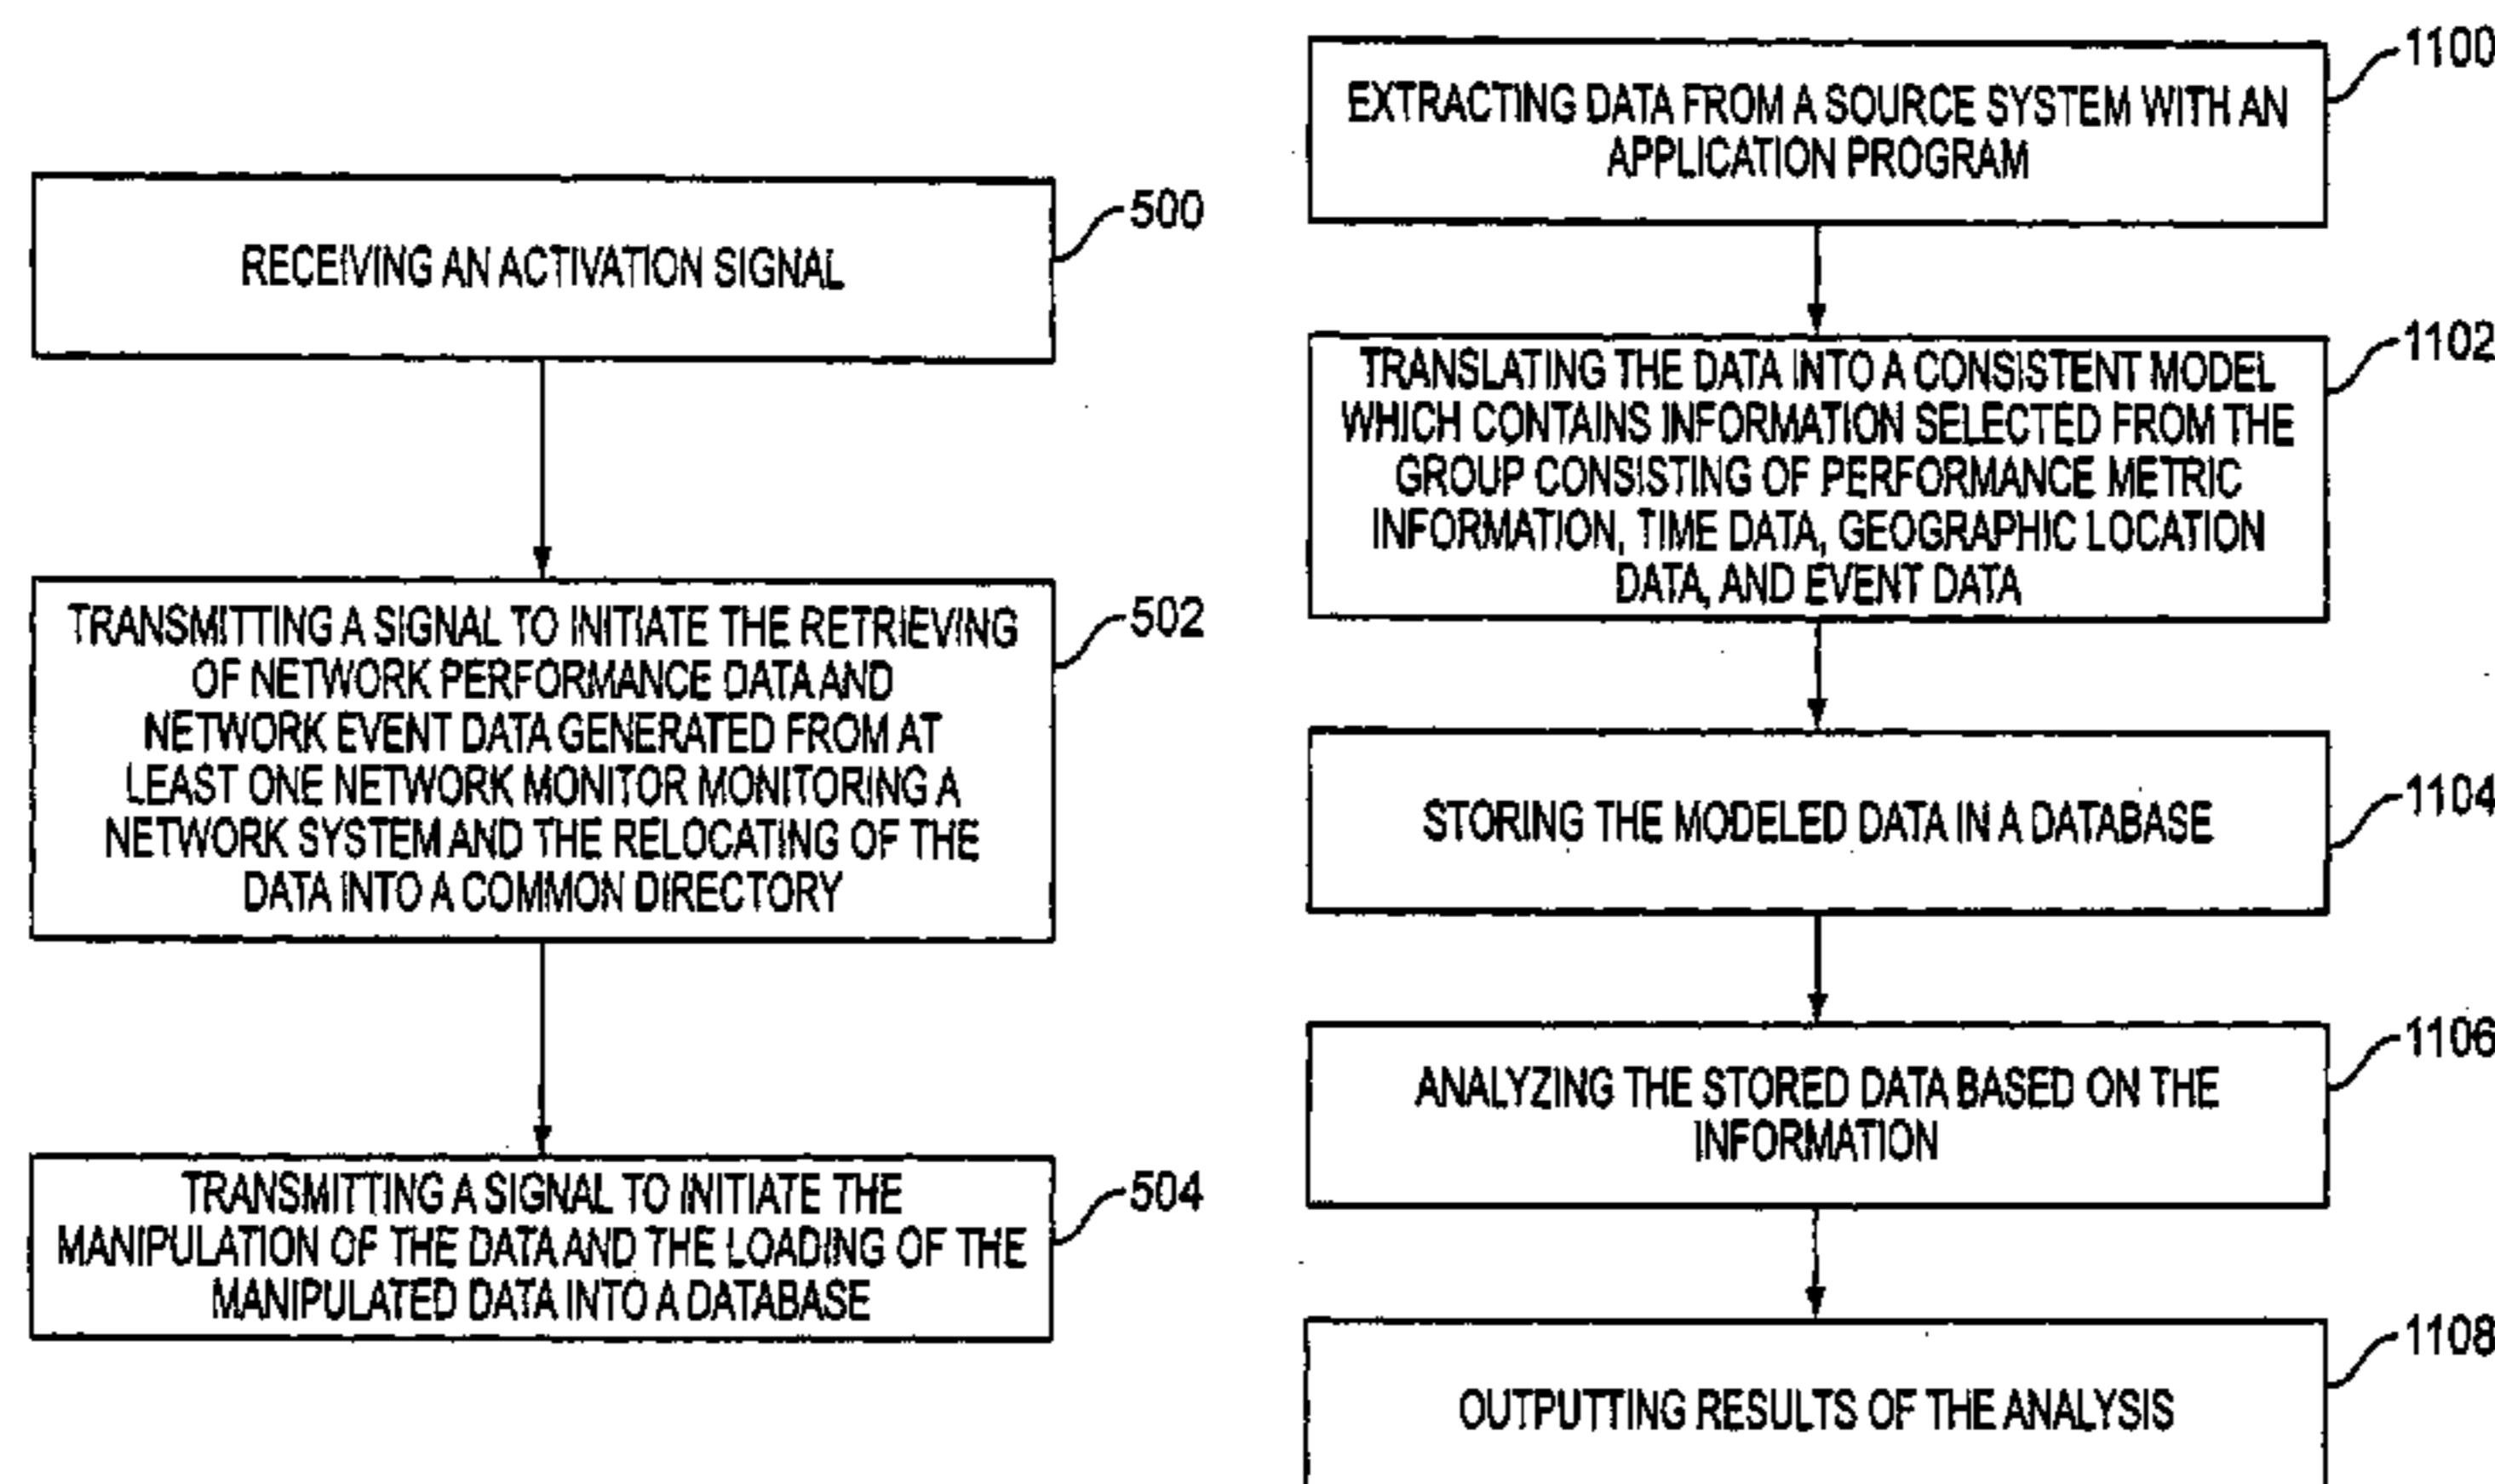 500
RECEIVING AN ACTIVATION SIGNAL
502
TRANSMITTING A SIGNAL TO INITIATE THE RETRIEVING
OF NETWORK PERFORMANCE DATA AND
NETWORK EVENT DATA GENERATED FROM AT
LEAST ONE NETWORK MONITOR MONITORING A
NETWORK SYSTEM AND THE RELOCATING OF THE
DATA INTO A COMMON DIRECTORY
504
TRANSMITTING A SIGNAL TO INITIATE THE
MANIPULATION OF THE DATA AND THE LOADING OF THE
MANIPULATED DATA INTO A DATABASE
1100
EXTRACTING DATA FROM A SOURCE SYSTEM WITH AN
APPLICATION PROGRAM
1102
TRANSLATING THE DATA INTO A CONSISTENT MODEL
WHICH CONTAINS INFORMATION SELECTED FROM THE
GROUP CONSISTING OF PERFORMANCE METRIC
INFORMATION, TIME DATA, GEOGRAPHIC LOCATION
DATA, AND EVENT DATA
1104
STORING THE MODELED DATA IN A DATABASE
1106
ANALYZING THE STORED DATA BASED ON THE
INFORMATION
1108
OUTPUTTING RESULTS OF THE ANALYSIS